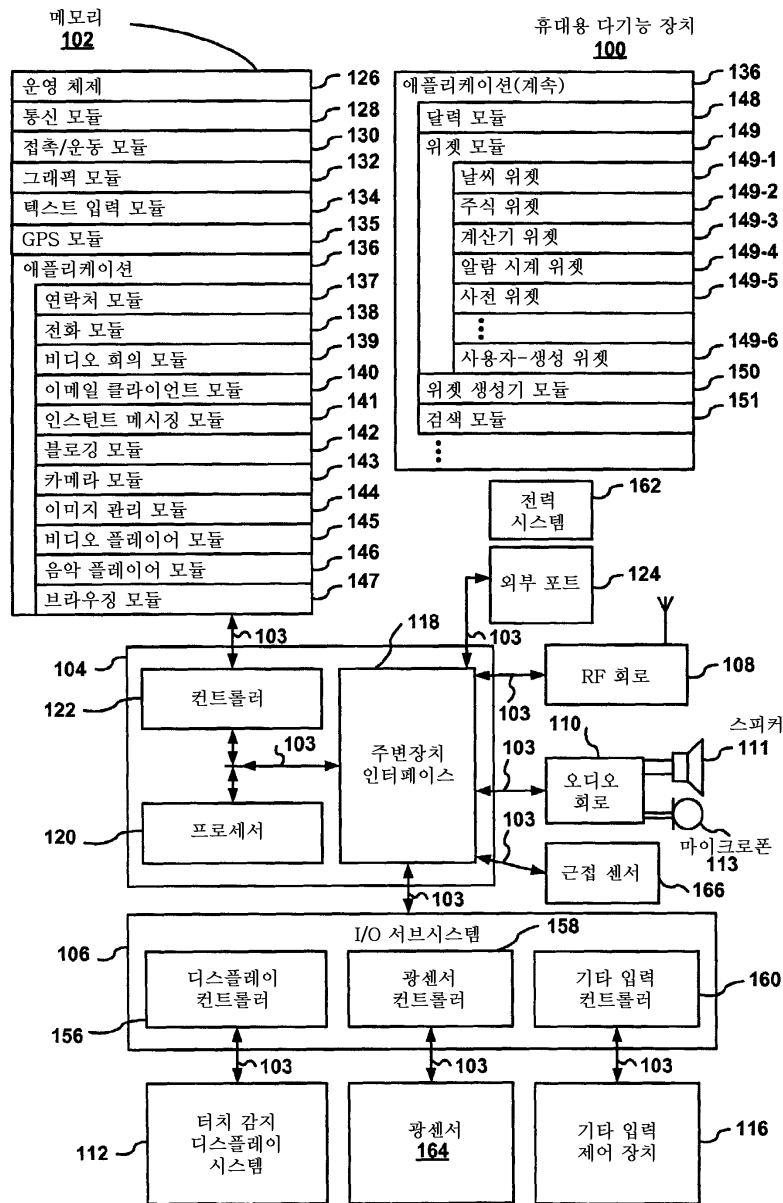 메모리
102
휴대용 다기능 장치
100
운영 체제
126
통신 모듈
128
접촉/운동 모듈
130
그래픽 모듈
132
텍스트 입력 모듈
134
GPS 모듈
135
애플리케이션
136
연락처 모듈
137
전화 모듈
138
비디오 회의 모듈
139
이메일 클라이언트 모듈
140
인스턴트 메시징 모듈
141
블로깅 모듈
142
카메라 모듈
143
이미지 관리 모듈
144
비디오 플레이어 모듈
145
음악 플레이어 모듈
146
브라우징 모듈
147
애플리케이션(계속)
136
달력 모듈
148
위젯 모듈
149
날씨 위젯
149-1
주식 위젯
149-2
계산기 위젯
149-3
알람 시계 위젯
149-4
사전 위젯
149-5
사용자-생성 위젯
149-6
위젯 생성기 모듈
150
검색 모듈
151
전력
시스템
162
외부 포트
124
103
103
118
104
컨트롤러
122
103
주변장치
인터페이스
프로세서
120
RF 회로
108
103
110
스피커
111
오디오
회로
103
마이크로폰
113
103
근접 센서
166
103
I/O 서브시스템
106
158
디스플레이
컨트롤러
156
광센서
컨트롤러
기타 입력
컨트롤러
160
103
103
103
터치 감지
디스플레이
시스템
112
광센서
164
기타 입력
제어 장치
116